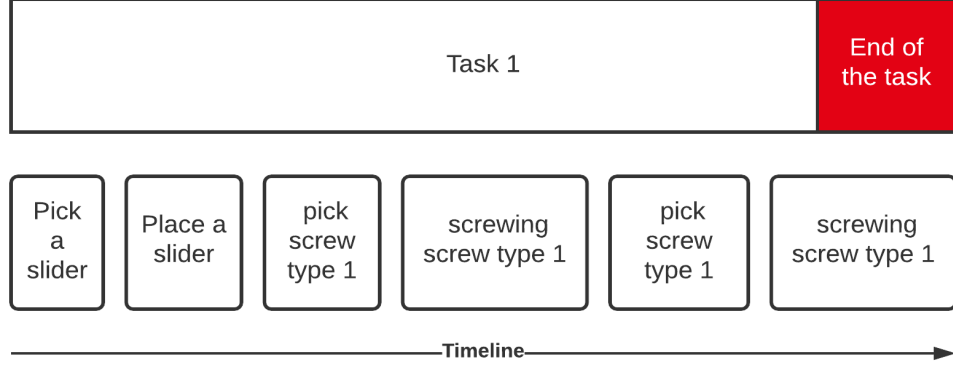 Task 1
End of
the task
Pick
a
slider
Place a
slider
pick
screw
type 1
screwing
screw type 1
pick
screw
type 1
screwing
screw type 1
Timeline